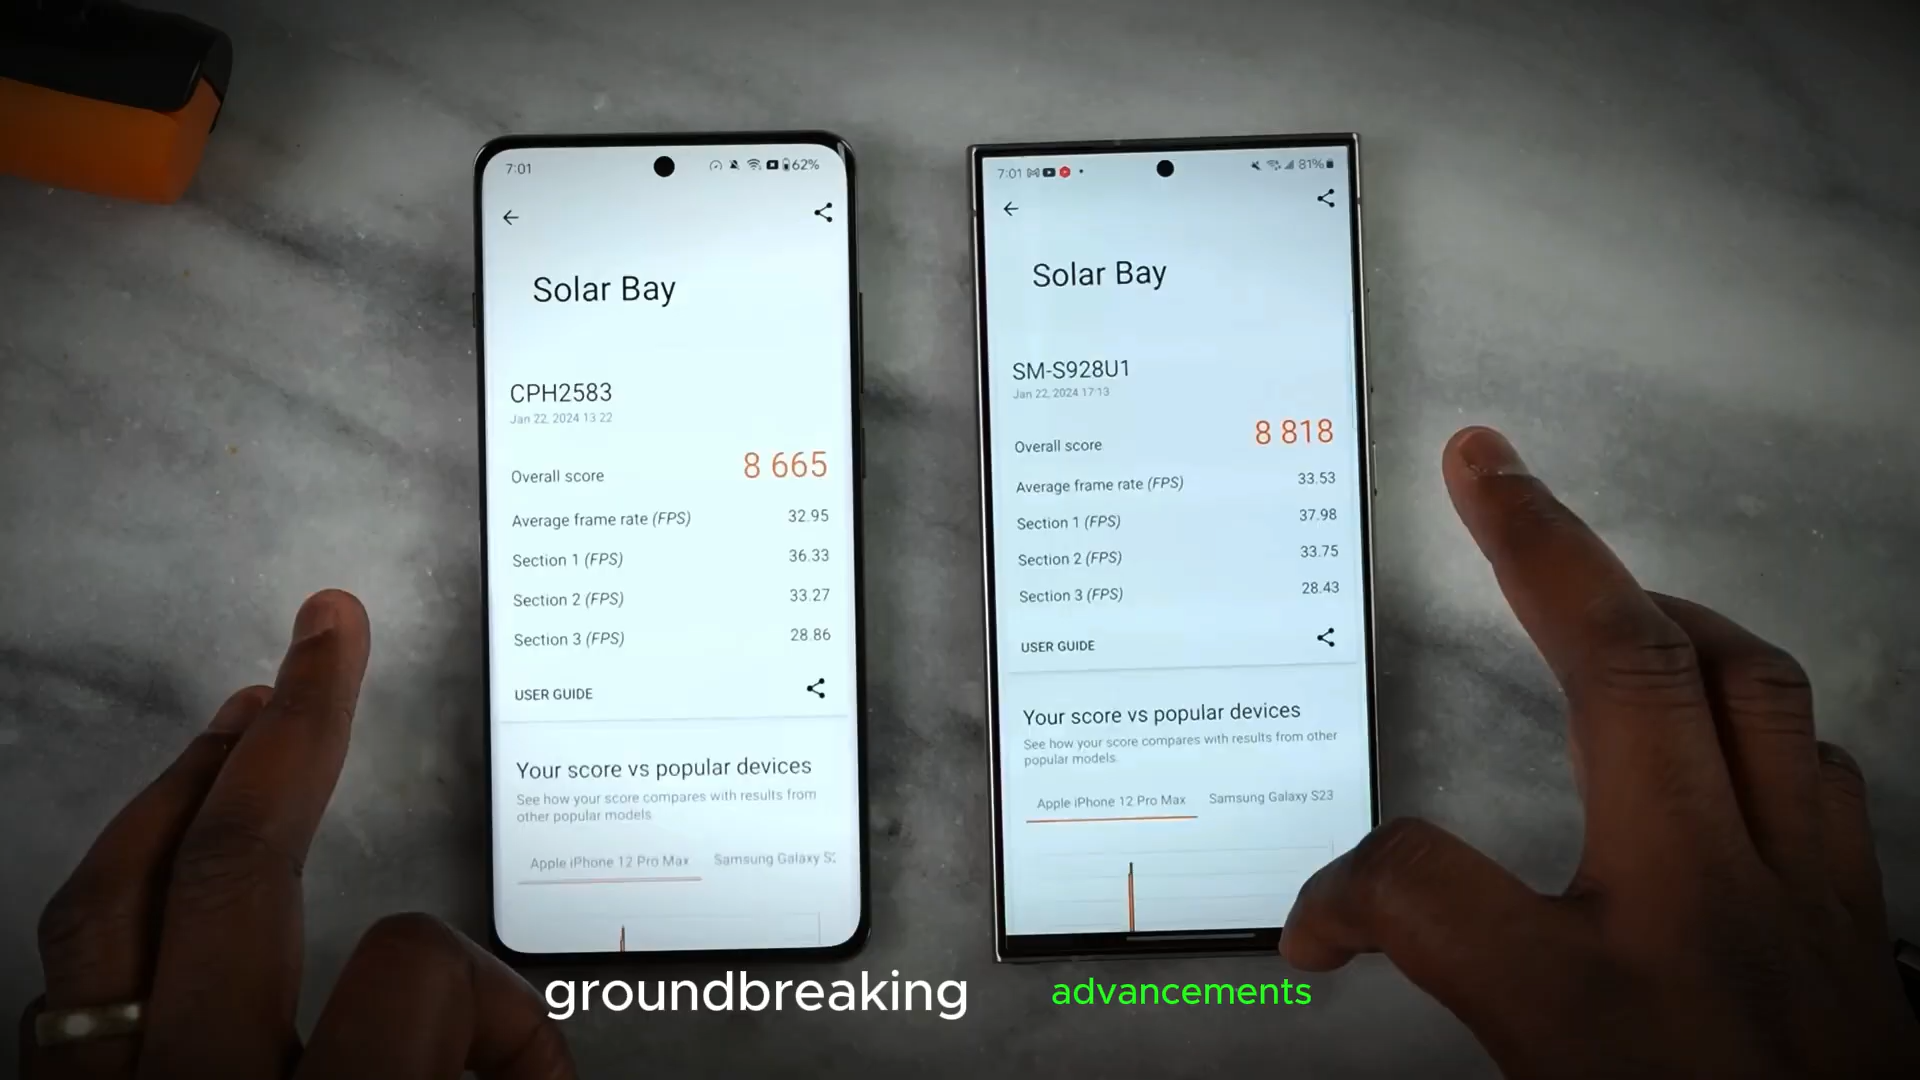 7:01
62%
Solar Bay
CPH2583
Jan 22, 2024 13 22
Overall score
8 665
Average frame rate (FPS)
32.95
Section 1 (FPS)
36.33
Section 2 (FPS)
33.27
Section 3 (FPS)
28.86
USER GUIDE
Your score vs popular devices
See how your score compares with results from
other popular models
Apple iPhone 12 Pro Max
Samsung Galaxy
7:01
81%
Solar Bay
SM-S928U1
Jan 22, 2024 17:13
Overall score
8 818
Average frame rate (FPS)
33.53
Section 1 (FPS)
37.98
Section 2 (FPS)
33.75
Section 3 (FPS)
28.43
USER GUIDE
Your score vs popular devices
See how your score compares with results from other
popular models
Apple iPhone 12 Pro Max
Samsung Galaxy S23
groundbreaking advancements